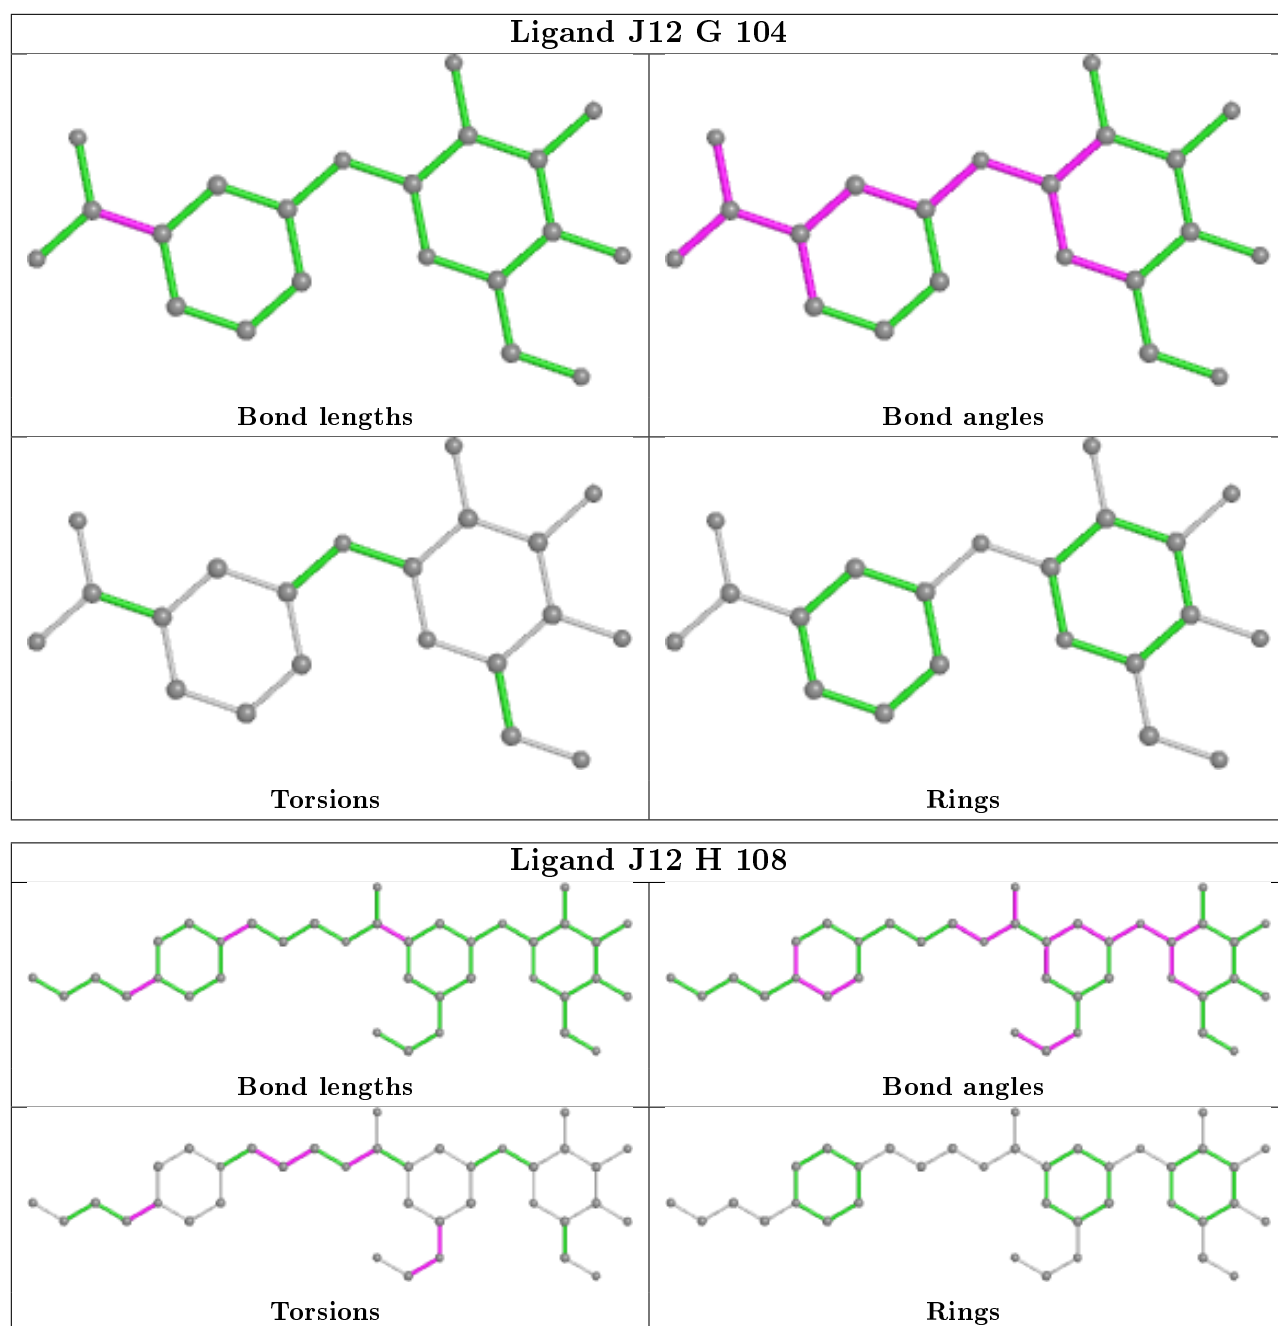 Ligand J12 G 104
Bond lengths
Bond angles
Torsions
Rings
Ligand J12 H 108
Bond lengths
Bond angles
Torsions
Rings